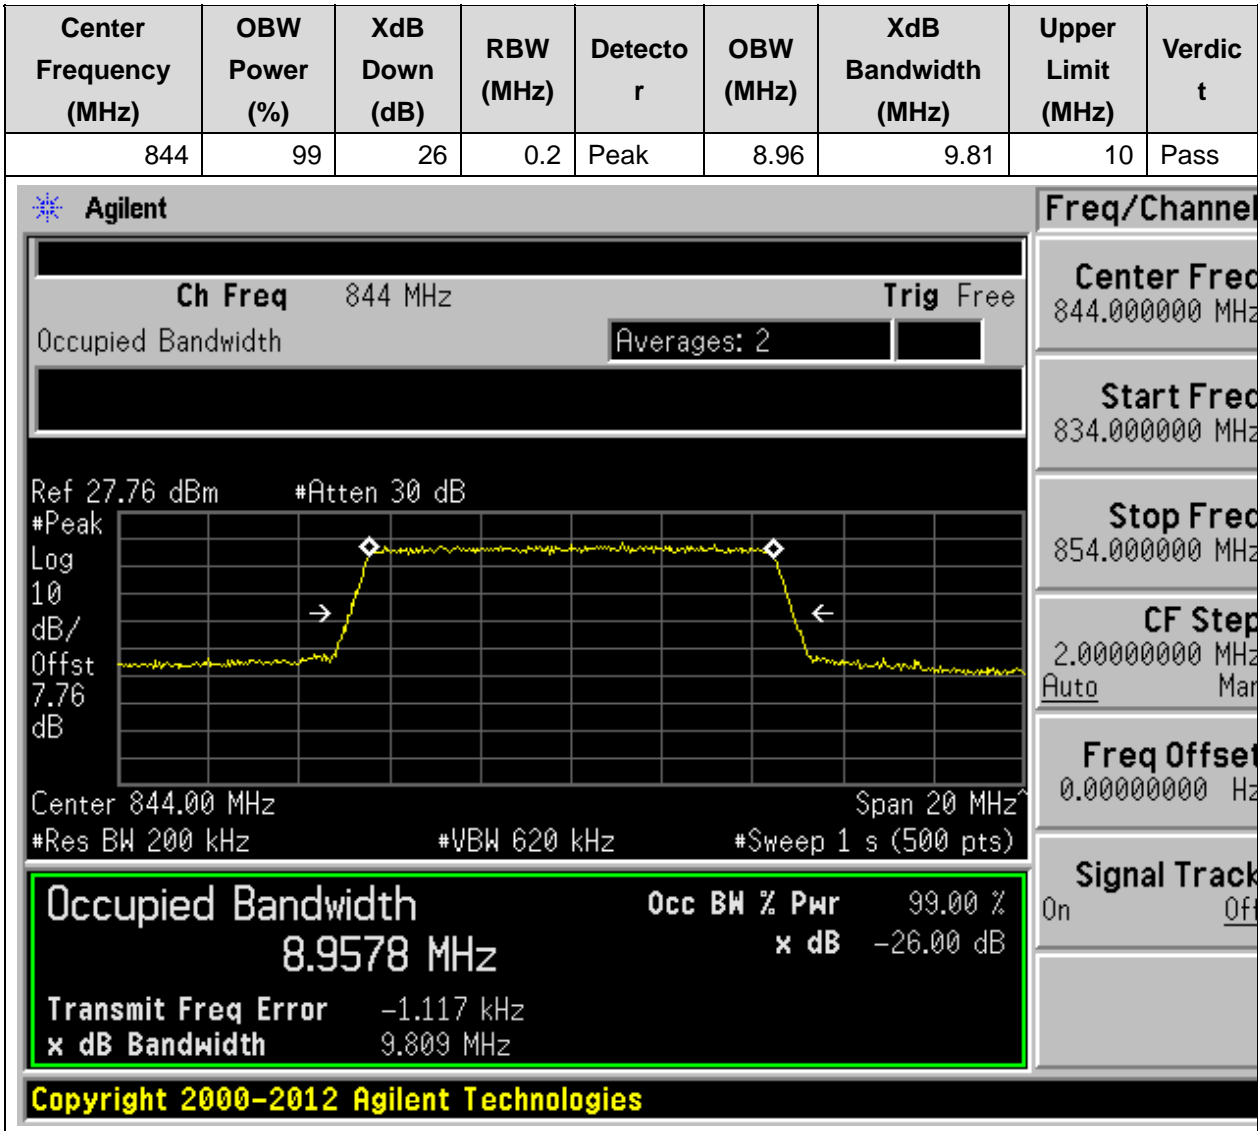 Center Frequency (MHz) OBW Power (%) XdB Down (dB) RBW (MHz) Detector OBW (MHz) XdB Bandwidth (MHz) Upper Limit (MHz) Verdict
844 99 26 0.2 Peak 8.96 9.81 10 Pass
Agilent
Freq/Channel
Ch Freq 844 MHz Trig Free
Occupied Bandwidth Averages: 2
Center Freq
844.000000 MHz
Start Freq
834.000000 MHz
Stop Freq
854.000000 MHz
CF Step
2.00000000 MHz
Auto Man
Freq Offset
0.00000000 Hz
Signal Track
On Off
Ref 27.76 dBm #Atten 30 dB
#Peak
Log
10
dB/
Offst
7.76
dB
Center 844.00 MHz Span 20 MHz^
#Res BW 200 kHz #VBW 620 kHz #Sweep 1 s (500 pts)
Occupied Bandwidth
8.9578 MHz
Occ BW % Pwr 99.00 %
x dB -26.00 dB
Transmit Freq Error -1.117 kHz
x dB Bandwidth 9.809 MHz
Copyright 2000-2012 Agilent Technologies